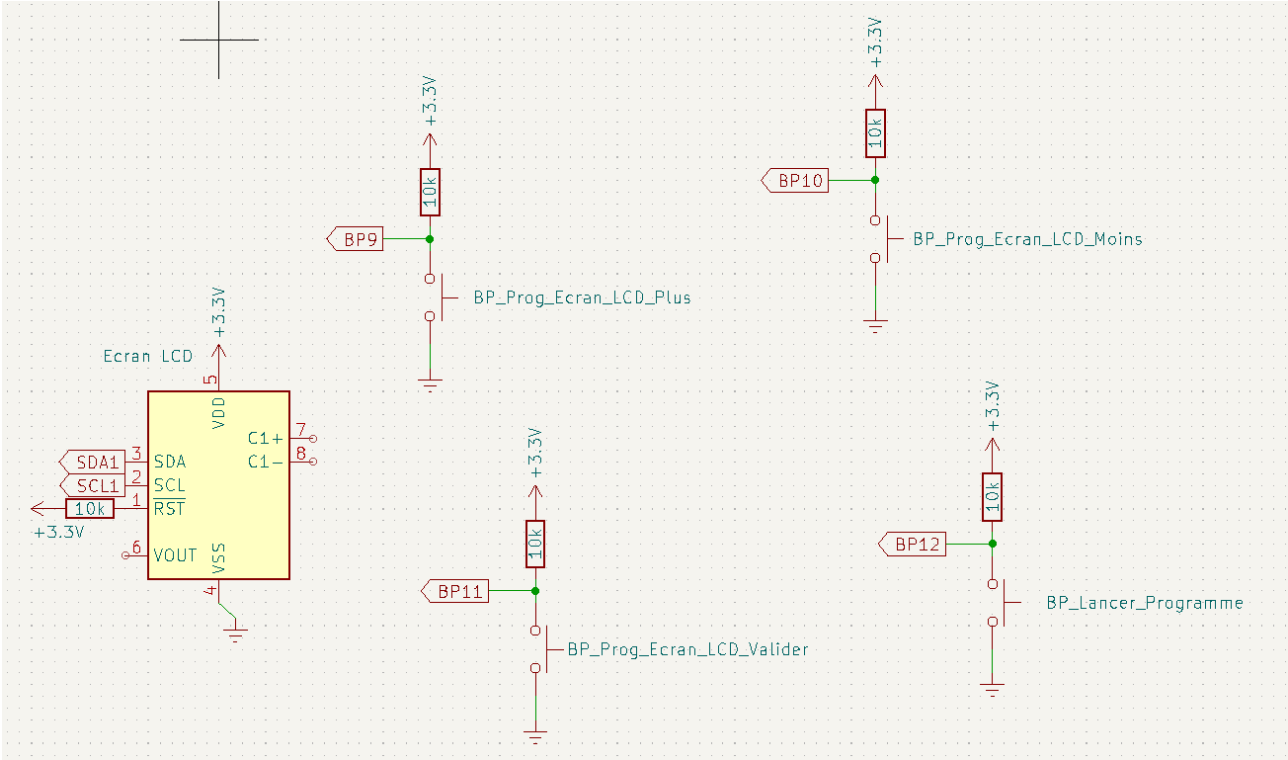 +3.3V
10k
BP10
BP_Prog_Ecran_LCD_Moins
+3.3V
10k
BP9
BP_Prog_Ecran_LCD_Plus
+3.3V
Ecran LCD
5
VDD
C1+ 7
C1- 8
SDA1 3 SDA
SCL1 2 SCL
10k 1 RST
+3.3V
6 VOUT
VSS
4
+3.3V
10k
BP11
BP_Prog_Ecran_LCD_Valider
+3.3V
10k
BP12
BP_Lancer_Programme